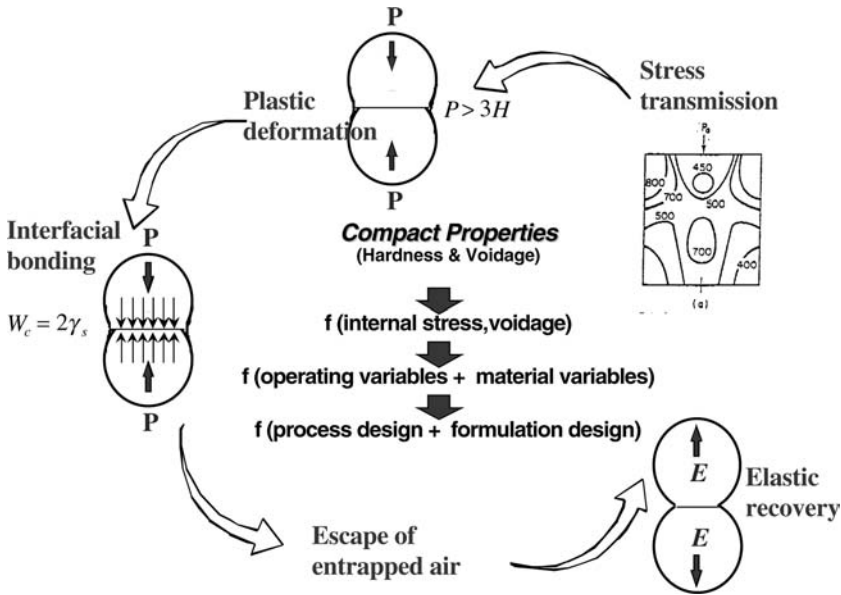 P
Stress
transmission
Plastic
deformation
P > 3H
P
Pa
450
800
700
500
500
700
400
(a)
Interfacial
bonding
P
W_c = 2γ_s
P
Compact Properties
(Hardness & Voidage)
f (internal stress,voidage)
f (operating variables + material variables)
f (process design + formulation design)
E
E
Elastic
recovery
Escape of
entrapped air